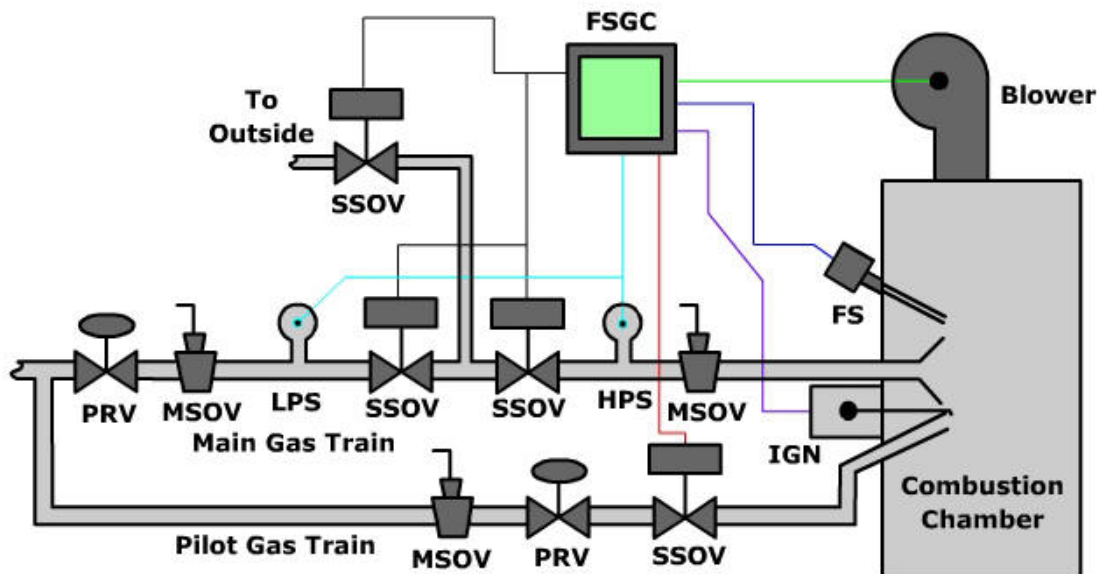 FSGC
To
Outside
Blower
SSOV
FS
PRV
MSOV
LPS
SSOV
SSOV
HPS
MSOV
Main Gas Train
IGN
Combustion
Chamber
Pilot Gas Train
MSOV
PRV
SSOV